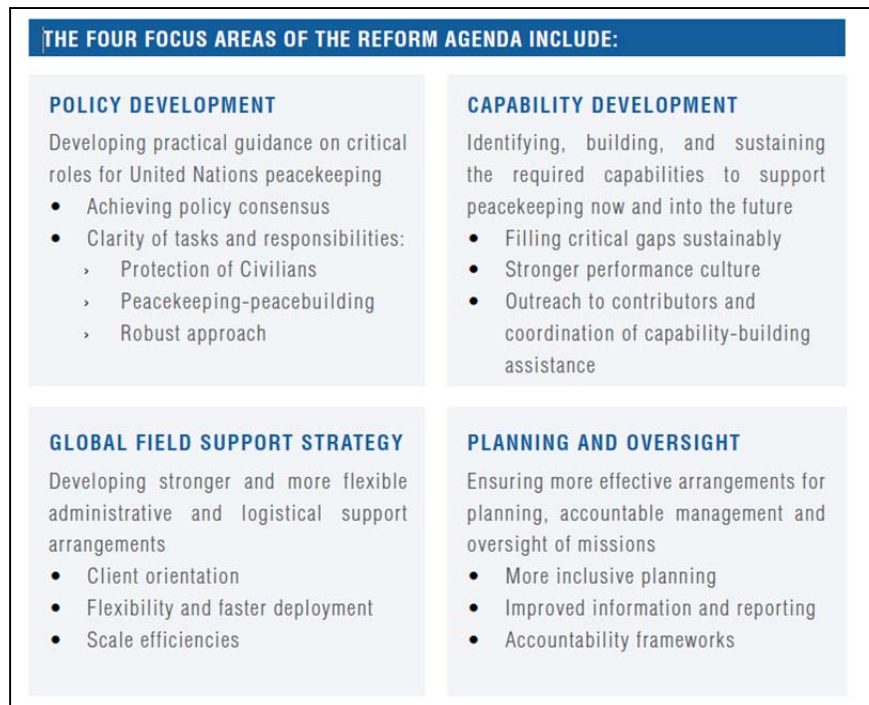 THE FOUR FOCUS AREAS OF THE REFORM AGENDA INCLUDE:
POLICY DEVELOPMENT
Developing practical guidance on critical
roles for United Nations peacekeeping
• Achieving policy consensus
• Clarity of tasks and responsibilities:
› Protection of Civilians
› Peacekeeping-peacebuilding
› Robust approach
CAPABILITY DEVELOPMENT
Identifying, building, and sustaining
the required capabilities to support
peacekeeping now and into the future
• Filling critical gaps sustainably
• Stronger performance culture
• Outreach to contributors and
coordination of capability-building
assistance
GLOBAL FIELD SUPPORT STRATEGY
Developing stronger and more flexible
administrative and logistical support
arrangements
• Client orientation
• Flexibility and faster deployment
• Scale efficiencies
PLANNING AND OVERSIGHT
Ensuring more effective arrangements for
planning, accountable management and
oversight of missions
• More inclusive planning
• Improved information and reporting
• Accountability frameworks